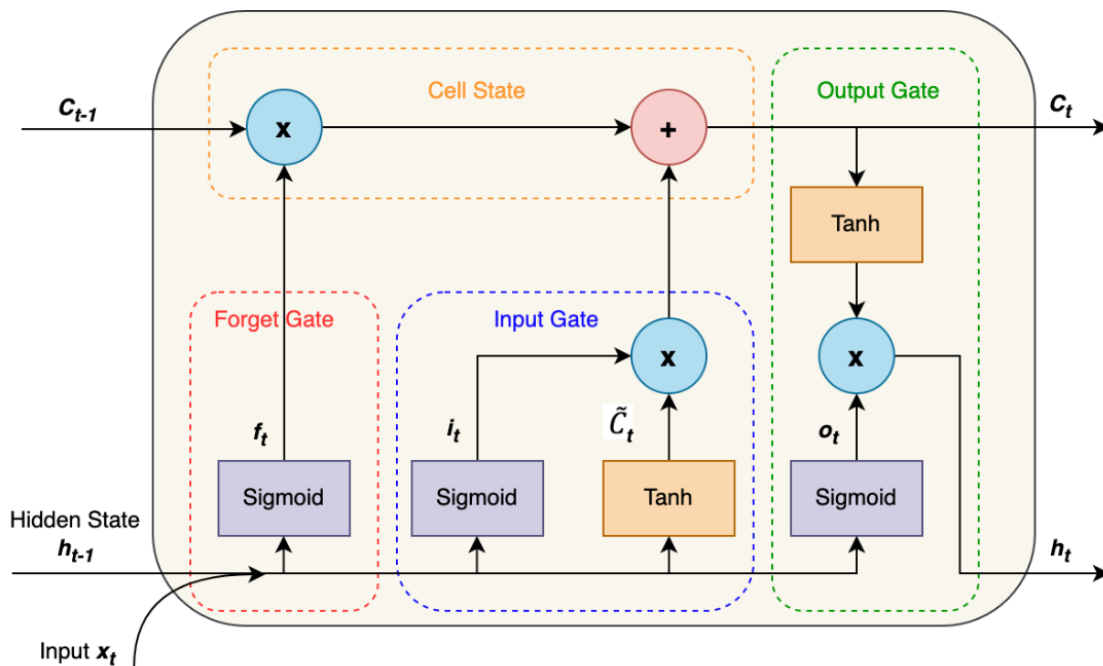 Cell State
Output Gate
C_{t-1}
C_t
x
+
Tanh
Forget Gate
Input Gate
x
x
f_t
i_t
C̃_t
o_t
Sigmoid
Sigmoid
Tanh
Sigmoid
Hidden State
h_{t-1}
h_t
Input x_t